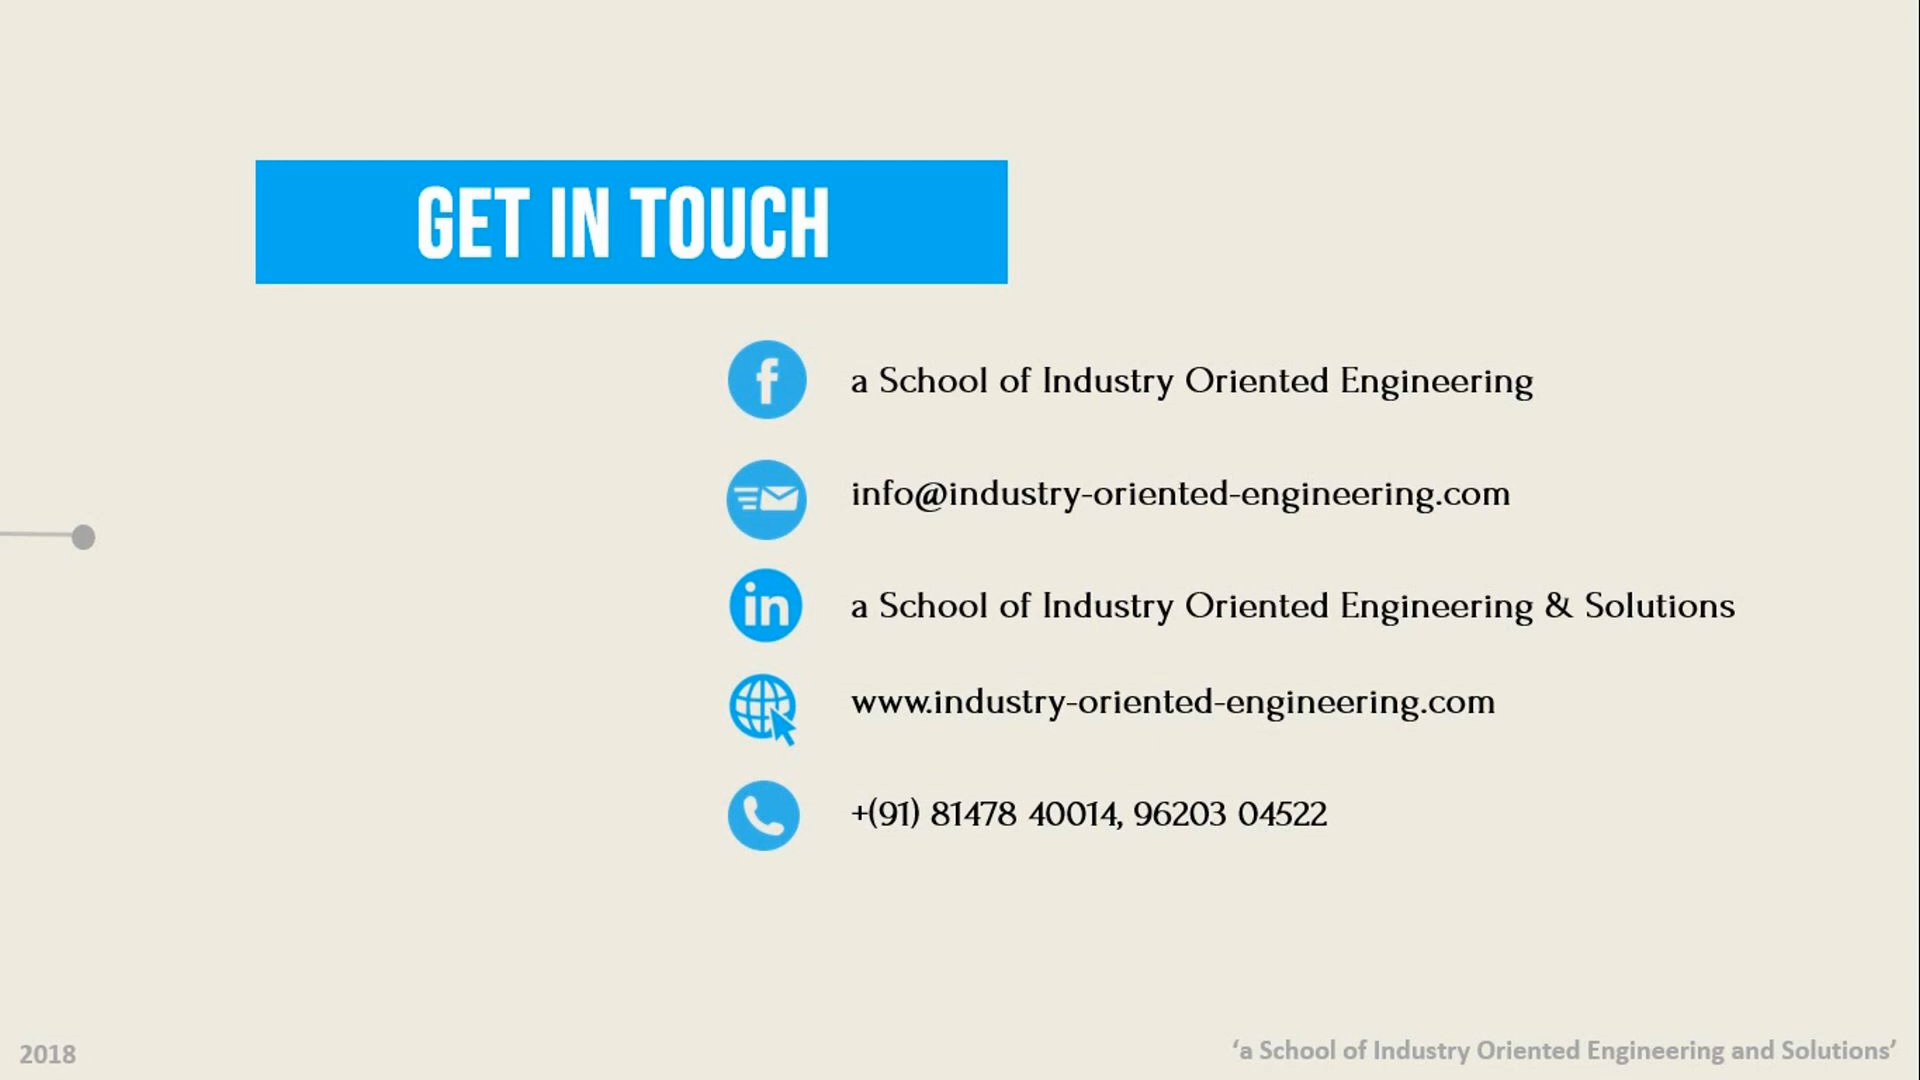 GET IN TOUCH
a School of Industry Oriented Engineering
info@industry-oriented-engineering.com
a School of Industry Oriented Engineering & Solutions
www.industry-oriented-engineering.com
+(91) 81478 40014, 96203 04522
2018
‘a School of Industry Oriented Engineering and Solutions’